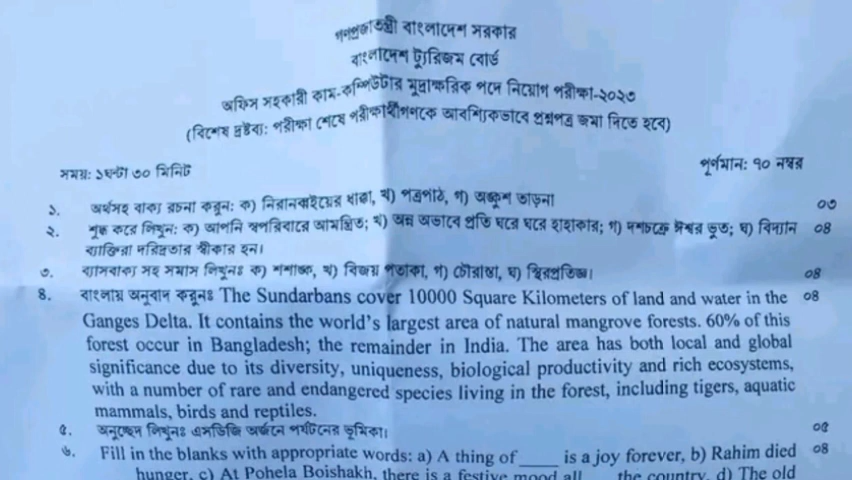 গণপ্রজাতন্ত্রী বাংলাদেশ সরকার
বাংলাদেশ ট্যুরিজম বোর্ড
অফিস সহকারী কাম-কম্পিউটার মুদ্রাক্ষরিক পদে নিয়োগ পরীক্ষা-২০২৩
(বিশেষ দ্রষ্টব্য: পরীক্ষা শেষে পরীক্ষার্থীগণকে আবশ্যিকভাবে প্রশ্নপত্র জমা দিতে হবে)
সময়: ১ঘন্টা ৩০ মিনিট পূর্ণমান: ৭০ নম্বর
১. অর্থসহ বাক্য রচনা করুন: ক) নিরানব্বইয়ের ধাক্কা, খ) পত্রপাঠ, গ) অঙ্কুশ তাড়না ০৩
২. শুদ্ধ করে লিখুন: ক) আপনি স্বপরিবারে আমন্ত্রিত; খ) অন্ন অভাবে প্রতি ঘরে ঘরে হাহাকার; গ) দশচক্রে ঈশ্বর ভুত; ঘ) বিদ্যান ০৪
ব্যাক্তিরা দরিদ্রতার স্বীকার হন।
৩. ব্যাসবাক্য সহ সমাস লিখুনঃ ক) শশাঙ্ক, খ) বিজয় পতাকা, গ) চৌরাস্তা, ঘ) স্থিরপ্রতিজ্ঞ। ০৪
৪. বাংলায় অনুবাদ করুনঃ The Sundarbans cover 10000 Square Kilometers of land and water in the ০৪
Ganges Delta. It contains the world's largest area of natural mangrove forests. 60% of this
forest occur in Bangladesh; the remainder in India. The area has both local and global
significance due to its diversity, uniqueness, biological productivity and rich ecosystems,
with a number of rare and endangered species living in the forest, including tigers, aquatic
mammals, birds and reptiles.
৫. অনুচ্ছেদ লিখুনঃ এসডিজি অর্জনে পর্যটনের ভূমিকা। ০৫
৬. Fill in the blanks with appropriate words: a) A thing of ____ is a joy forever, b) Rahim died ০৪
hunger, c) At Pohela Boishakh, there is a festive mood all ___ the country, d) The old